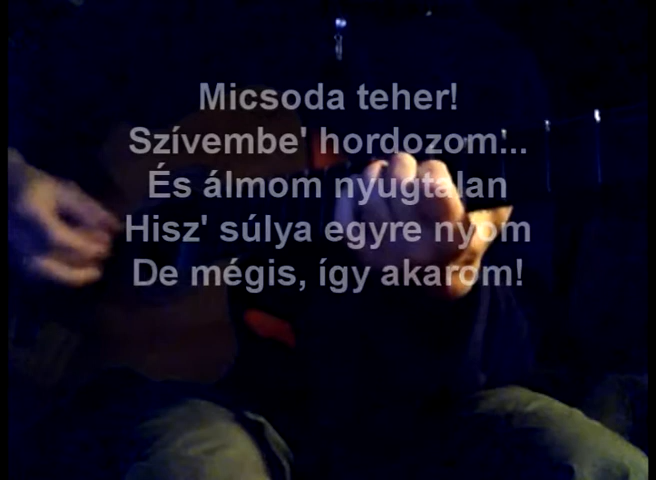 Micsoda teher!
Szívembe' hordozom...
És álmom nyugtalan
Hisz' súlya egyre nyom
De mégis, így akarom!